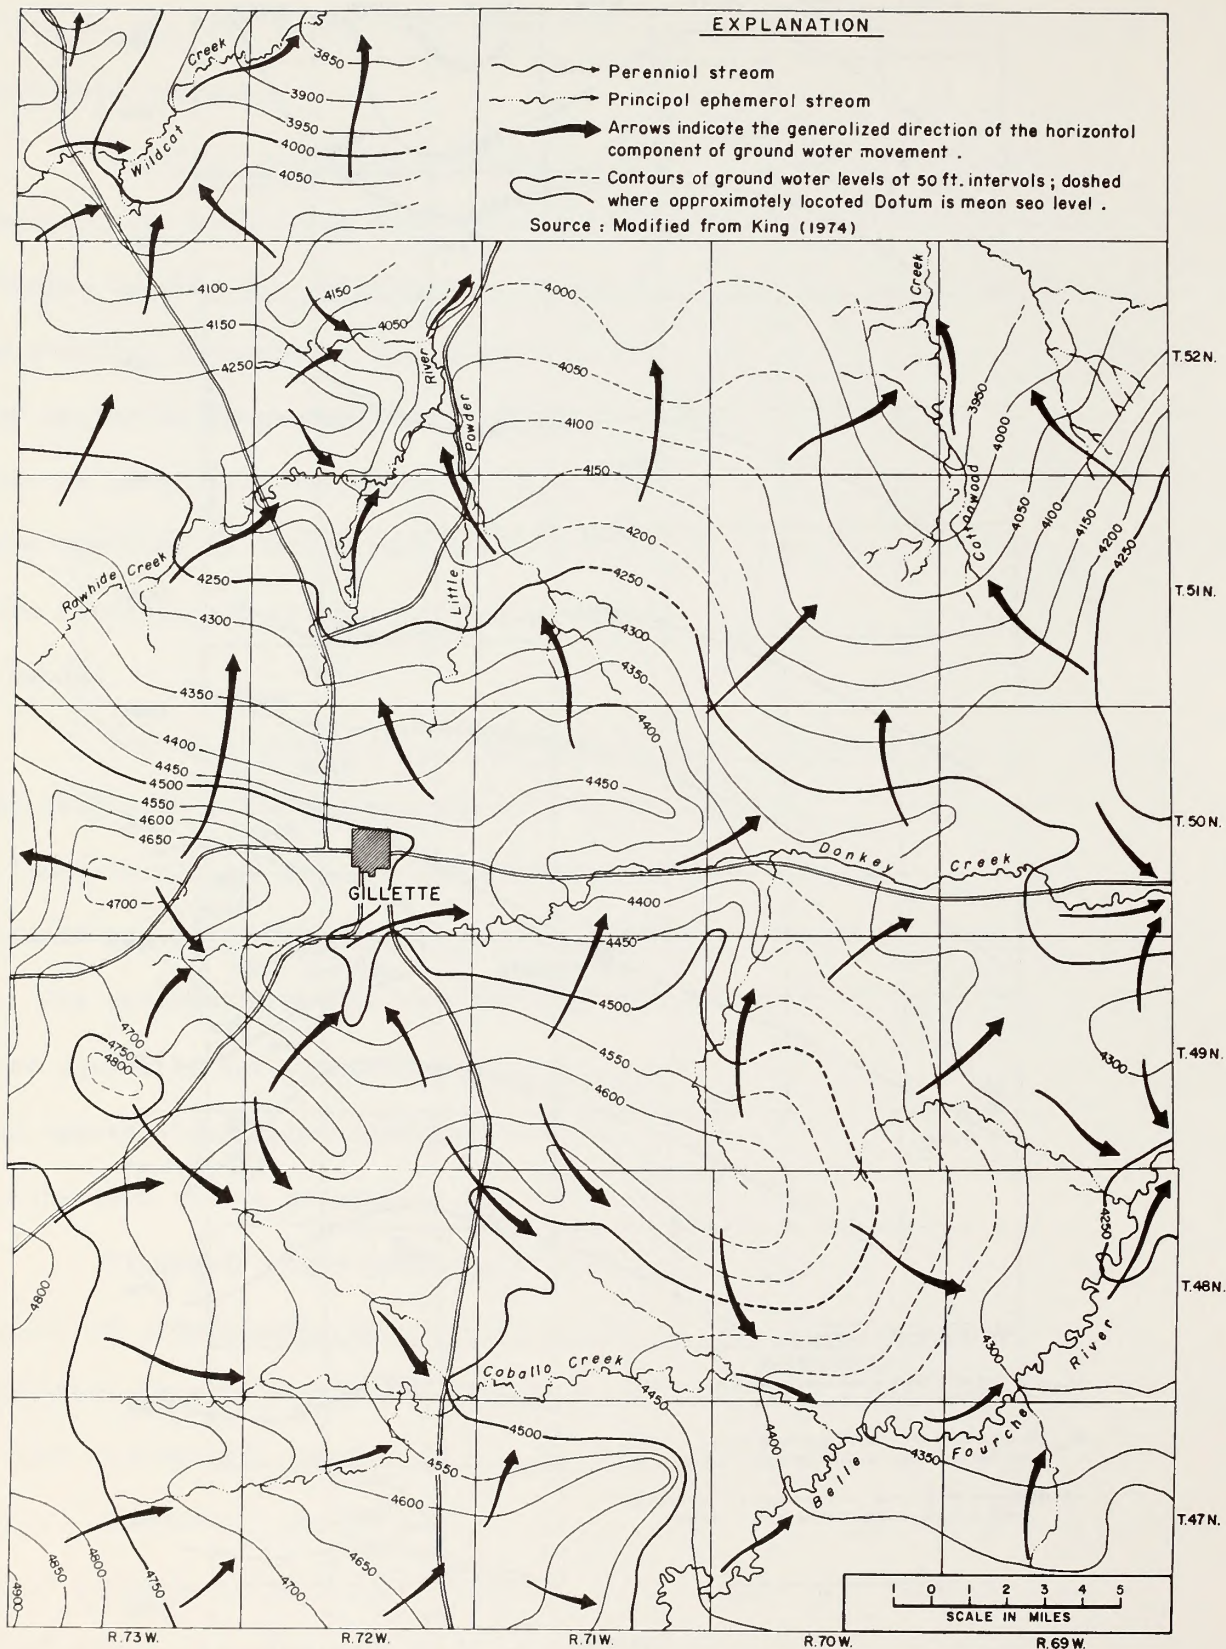 EXPLANATION
Perenniol streom
Principol ephemerol streom
Arrows indicate the generolized direction of the horizontol
component of ground woter movement .
Contours of ground woter levels ot 50 ft. intervols ; doshed
where opproximotely locoted Dotum is meon seo level .
Source : Modified from King (1974)
Creek
3850
3900
3950
4000
4050
Wildcat
4100
4150
4250
4150
4050
River
Powder
4000
4050
4100
4150
4200
4250
4300
4350
4400
Creek
3950
4000
4050
4100
4150
4200
4250
Cottonwood
T.52N.
Rawhide Creek
4250
4300
4350
Little
T.51N.
4400
4450
4500
4550
4600
4650
4700
4450
GILLETTE
Donkey Creek
T.50N.
4400
4450
4500
4550
4600
4700
4750
4800
4300
T.49N.
4250
4800
T.48N.
River
4300
Coballo Creek
4450
4500
4550
4600
4400
4350
Belle Fourche
T.47N.
4900
4850
4800
4750
4700
4650
1 0 1 2 3 4 5
SCALE IN MILES
R.73W. R.72W. R.71W. R.70W. R.69W.